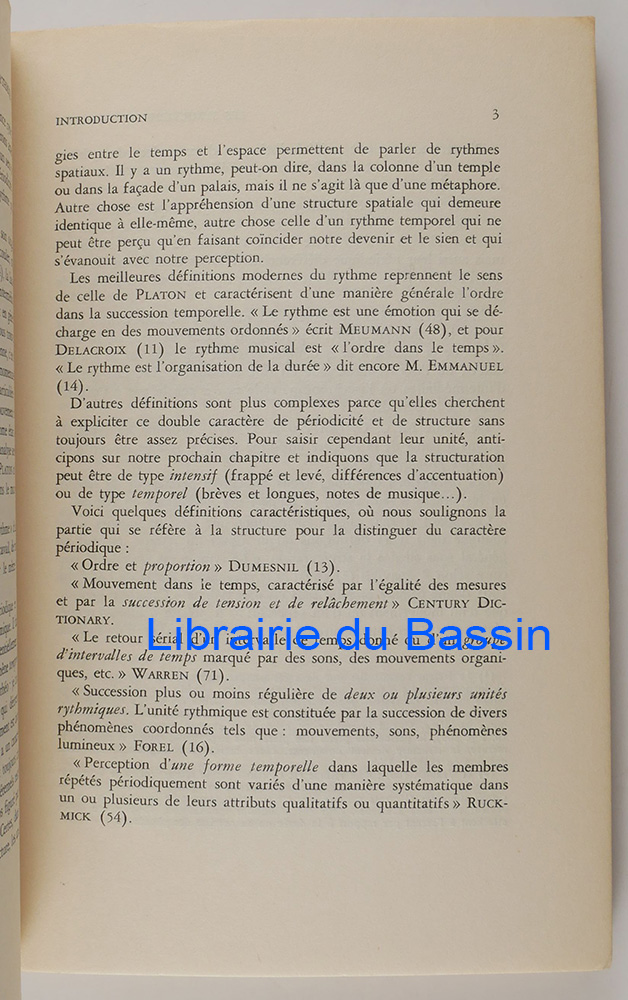 INTRODUCTION 3
gies entre le temps et l'espace permettent de parler de rythmes
spatiaux. Il y a un rythme, peut-on dire, dans la colonne d'un temple
ou dans la façade d'un palais, mais il ne s'agit là que d'une métaphore.
Autre chose est l'appréhension d'une structure spatiale qui demeure
identique à elle-même, autre chose celle d'un rythme temporel qui ne
peut être perçu qu'en faisant coïncider notre devenir et le sien et qui
s'évanouit avec notre perception.
Les meilleures définitions modernes du rythme reprennent le sens
de celle de PLATON et caractérisent d'une manière générale l'ordre
dans la succession temporelle. « Le rythme est une émotion qui se dé-
charge en des mouvements ordonnés » écrit MEUMANN (48), et pour
DELACROIX (11) le rythme musical est « l'ordre dans le temps ».
« Le rythme est l'organisation de la durée » dit encore M. EMMANUEL
(14).
D'autres définitions sont plus complexes parce qu'elles cherchent
à expliciter ce double caractère de périodicité et de structure sans
toujours être assez précises. Pour saisir cependant leur unité, anti-
cipons sur notre prochain chapitre et indiquons que la structuration
peut être de type intensif (frappé et levé, différences d'accentuation)
ou de type temporel (brèves et longues, notes de musique...).
Voici quelques définitions caractéristiques, où nous soulignons la
partie qui se réfère à la structure pour la distinguer du caractère
périodique :
« Ordre et proportion » DUMESNIL (13).
« Mouvement dans le temps, caractérisé par l'égalité des mesures
et par la succession de tension et de relâchement » CENTURY DIC-
TIONARY.
« Le retour sérial d'un intervalle de temps donné ou d'un groupe
Librairie du Bassin
d'intervalles de temps marqué par des sons, des mouvements organi-
ques, etc. » WARREN (71).
« Succession plus ou moins régulière de deux ou plusieurs unités
rythmiques. L'unité rythmique est constituée par la succession de divers
phénomènes coordonnés tels que : mouvements, sons, phénomènes
lumineux » FOREL (16).
« Perception d'une forme temporelle dans laquelle les membres
répétés périodiquement sont variés d'une manière systématique dans
un ou plusieurs de leurs attributs qualitatifs ou quantitatifs » RUCK-
MICK (54).